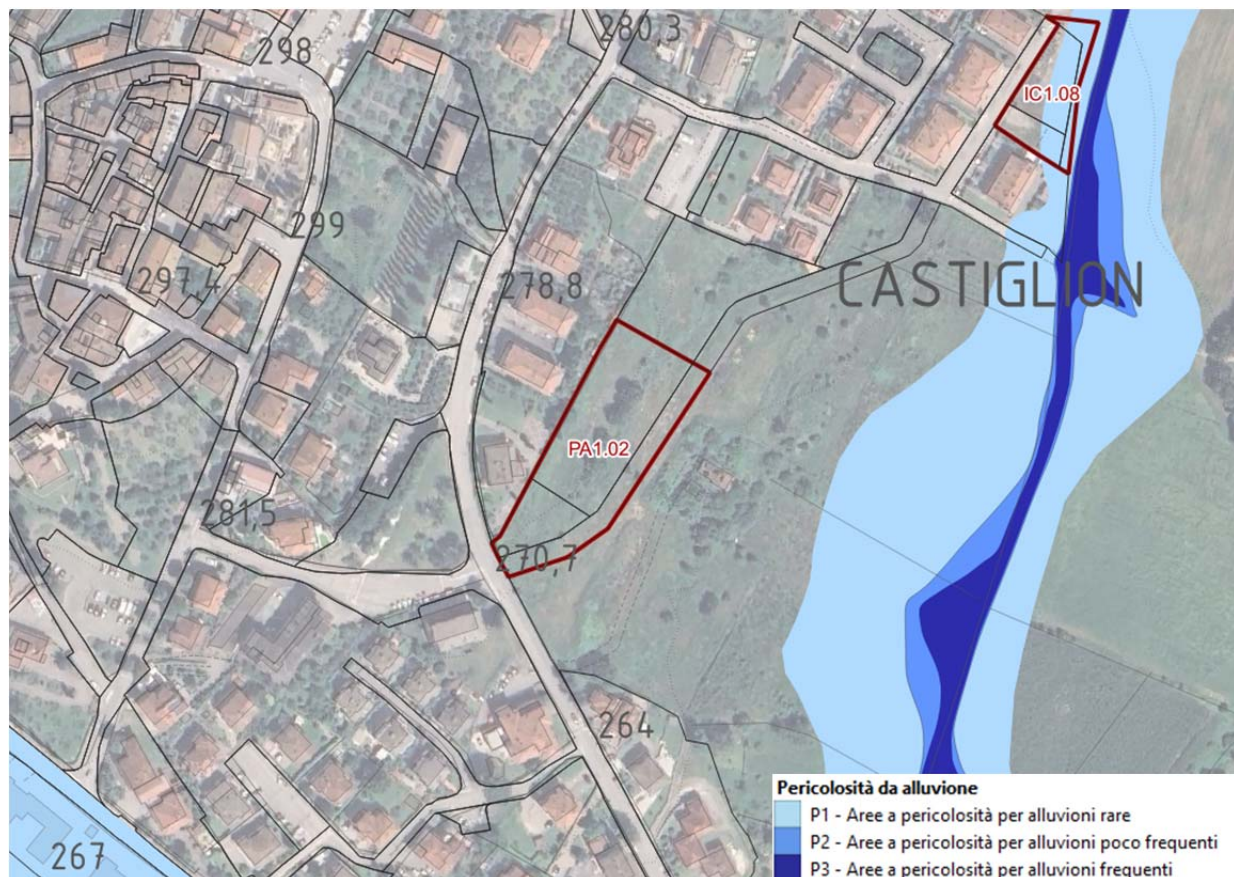 298
280,3
IC1.08
299
297,4
278,8
CASTIGLION
PA1.02
281,5
270,7
264
267
Pericolosità da alluvione
P1 - Aree a pericolosità per alluvioni rare
P2 - Aree a pericolosità per alluvioni poco frequenti
P3 - Aree a pericolosità per alluvioni frequenti